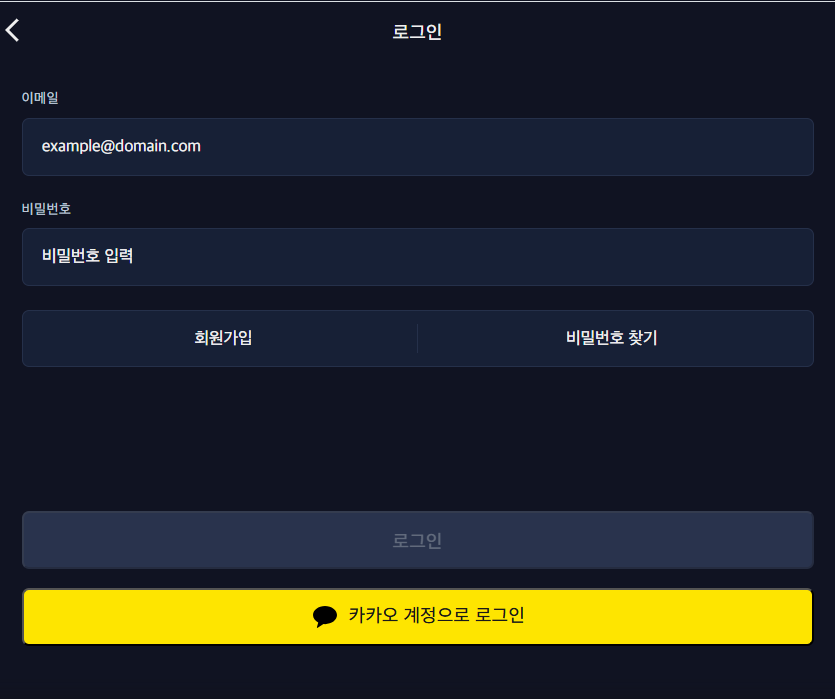 로그인
이메일
example@domain.com
비밀번호
비밀번호 입력
회원가입 비밀번호 찾기
로그인
카카오 계정으로 로그인